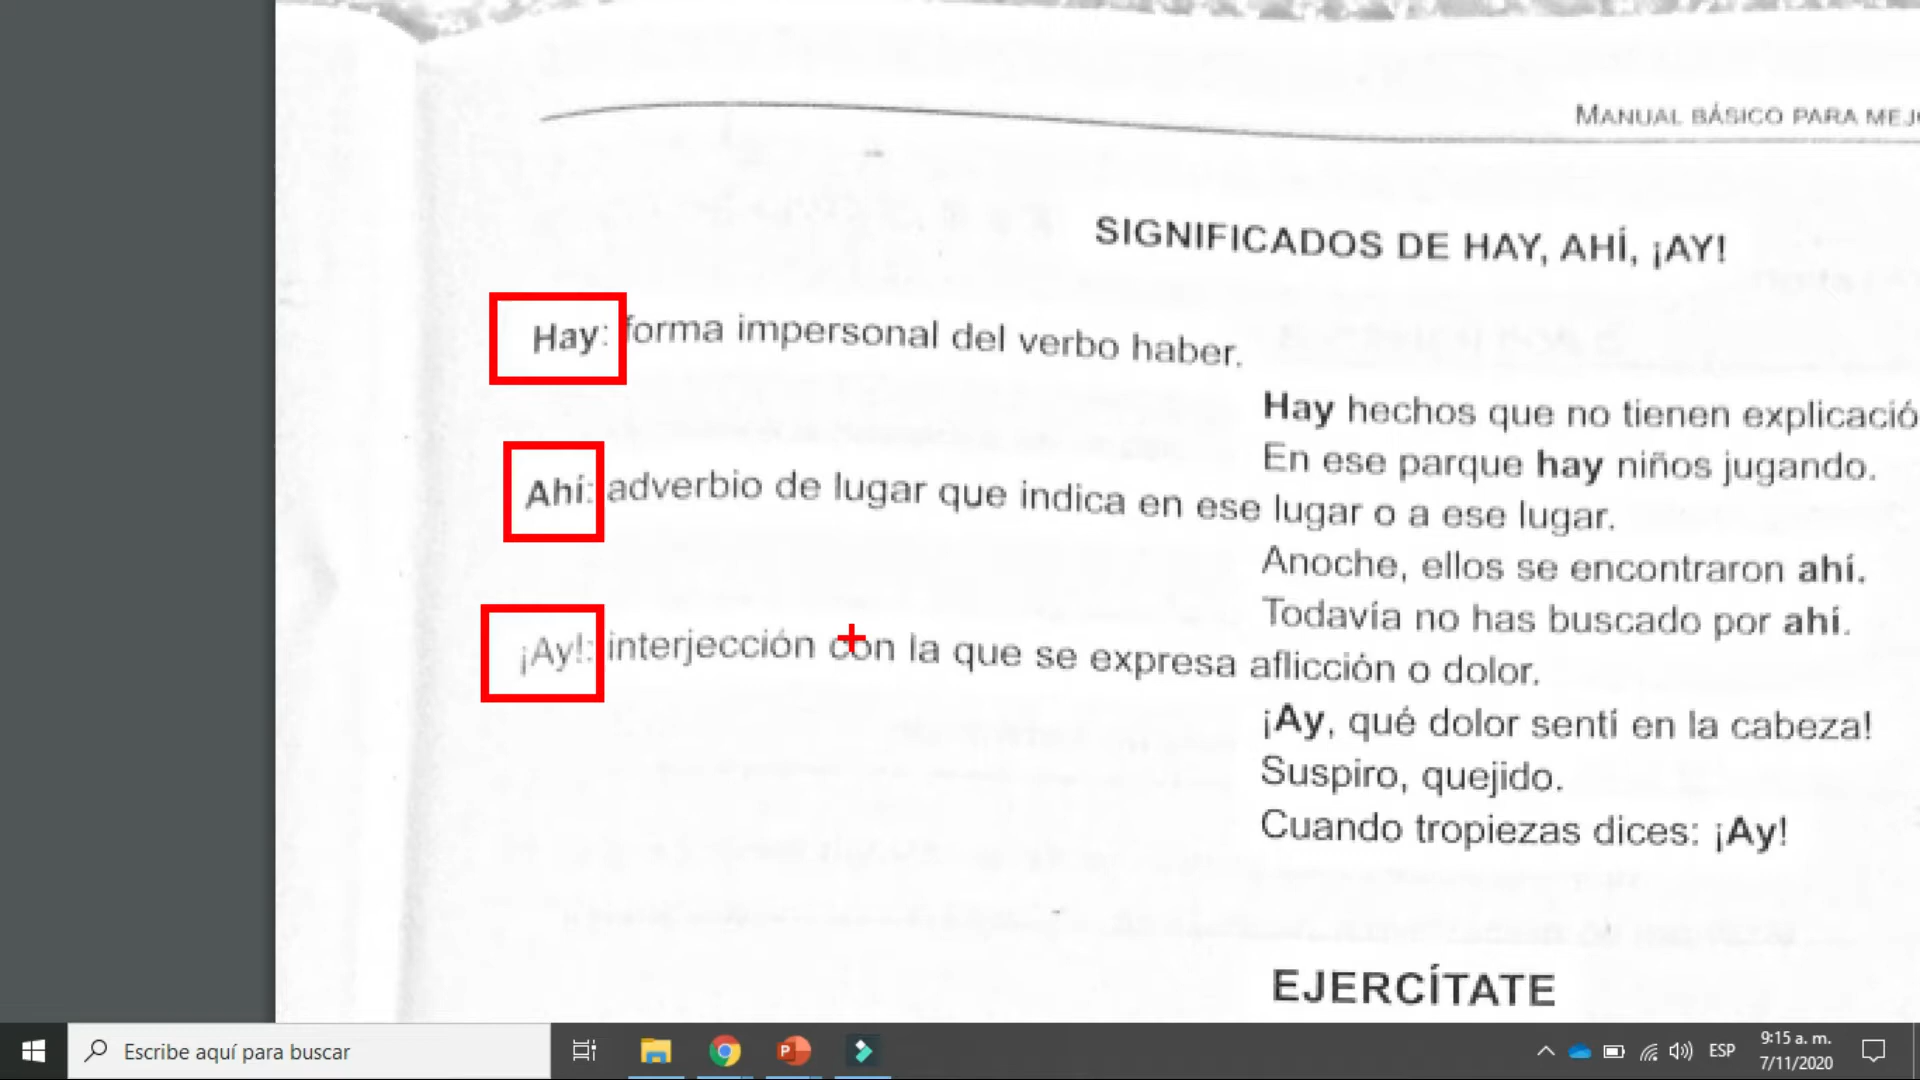 MANUAL BÁSICO PARA
SIGNIFICADOS DE HAY, AHÍ, ¡AY!
Hay: forma impersonal del verbo haber.
Hay hechos que no tienen explicació
En ese parque hay niños jugando.
Ahí: adverbio de lugar que indica en ese lugar o a ese lugar.
Anoche, ellos se encontraron ahí.
Todavía no has buscado por ahí.
¡Ay!: interjección con la que se expresa aflicción o dolor.
¡Ay, qué dolor sentí en la cabeza!
Suspiro, quejido.
Cuando tropiezas dices: ¡Ay!
EJERCÍTATE
Escribe aquí para buscar
ESP
9:15 a. m.
7/11/2020